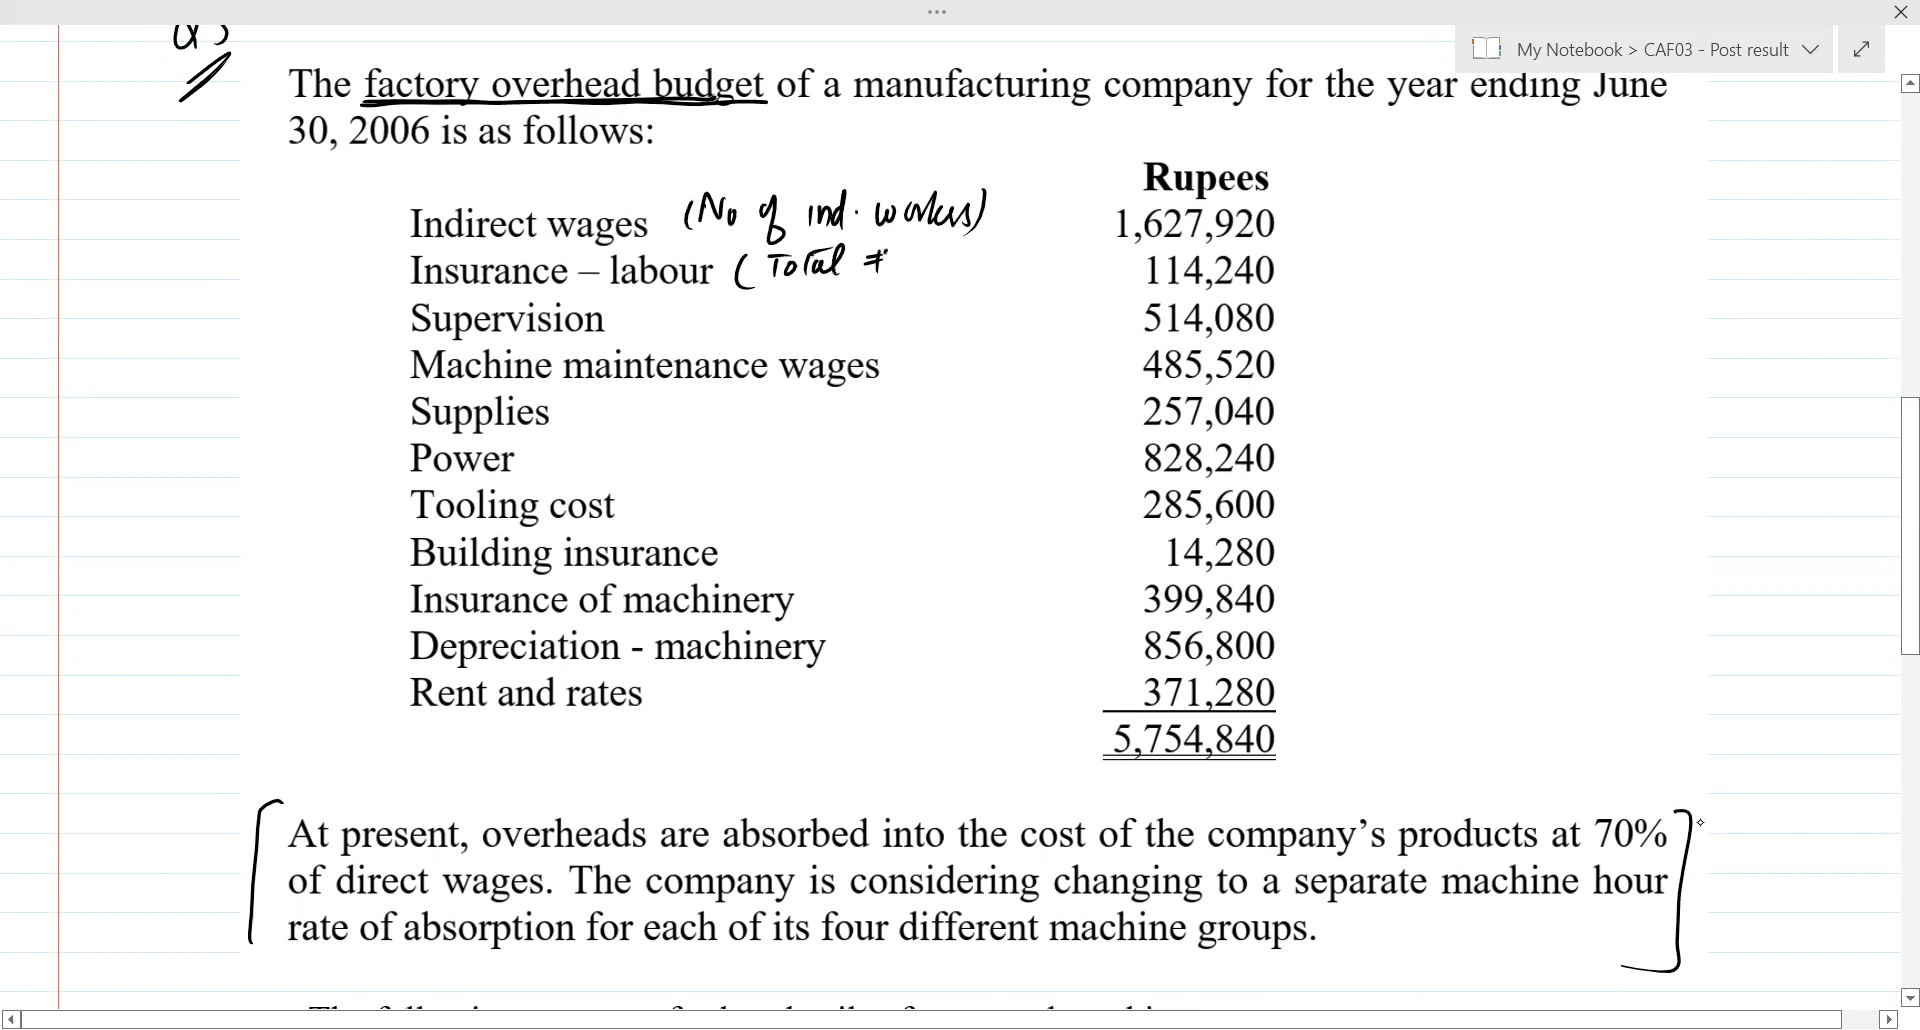 My Notebook > CAF03 - Post result
Q3
The factory overhead budget of a manufacturing company for the year ending June
30, 2006 is as follows:
Rupees
Indirect wages (No of ind. workers) 1,627,920
Insurance – labour (Total # 114,240
Supervision 514,080
Machine maintenance wages 485,520
Supplies 257,040
Power 828,240
Tooling cost 285,600
Building insurance 14,280
Insurance of machinery 399,840
Depreciation - machinery 856,800
Rent and rates 371,280
5,754,840
At present, overheads are absorbed into the cost of the company’s products at 70%
of direct wages. The company is considering changing to a separate machine hour
rate of absorption for each of its four different machine groups.